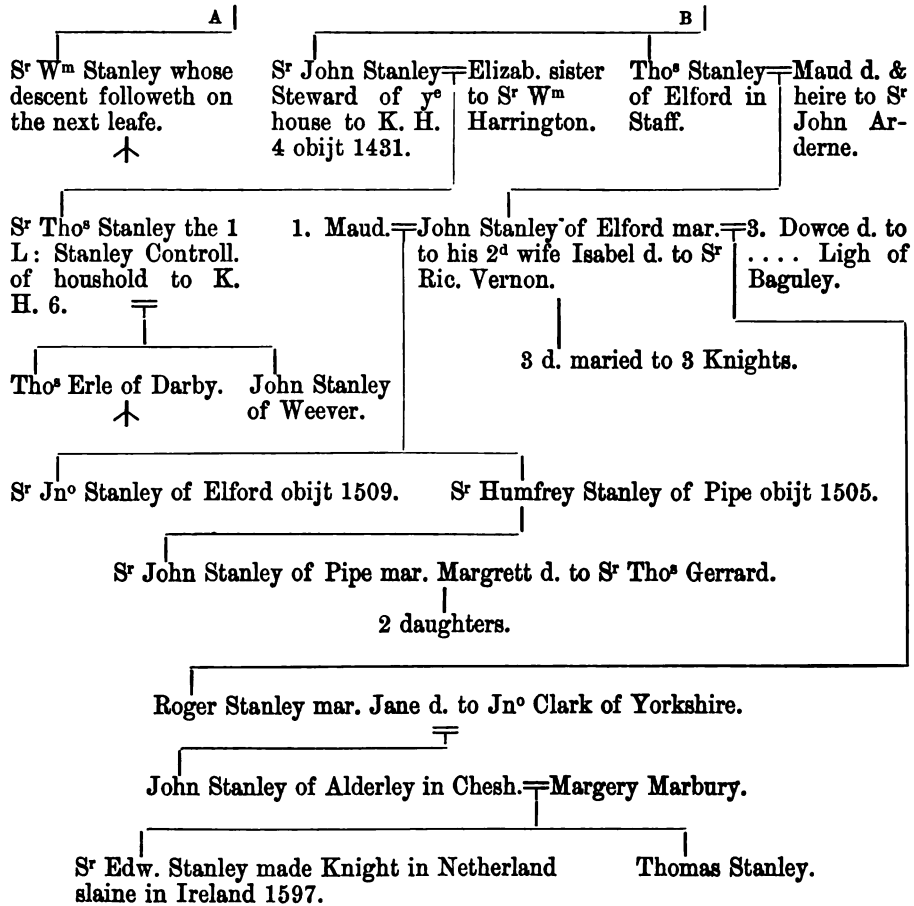 A
B
Sʳ Wᵐ Stanley whose
descent followeth on
the next leafe.
Sʳ John Stanley
Steward of yᵉ
house to K. H.
4 obijt 1431.
Elizab. sister
to Sʳ Wᵐ
Harrington.
Thoˢ Stanley
of Elford in
Staff.
Maud d. &
heire to Sʳ
John Ar-
derne.
Sʳ Thoˢ Stanley the 1
L: Stanley Controll.
of houshold to K.
H. 6.
1. Maud.
John Stanley of Elford mar.
to his 2ᵈ wife Isabel d. to Sʳ
Ric. Vernon.
3. Dowce d. to
.... Ligh of
Baguley.
3 d. maried to 3 Knights.
Thoˢ Erle of Darby.
John Stanley
of Weever.
Sʳ Jnᵒ Stanley of Elford obijt 1509.
Sʳ Humfrey Stanley of Pipe obijt 1505.
Sʳ John Stanley of Pipe mar. Margrett d. to Sʳ Thoˢ Gerrard.
2 daughters.
Roger Stanley mar. Jane d. to Jnᵒ Clark of Yorkshire.
John Stanley of Alderley in Chesh.
Margery Marbury.
Sʳ Edw. Stanley made Knight in Netherland
slaine in Ireland 1597.
Thomas Stanley.